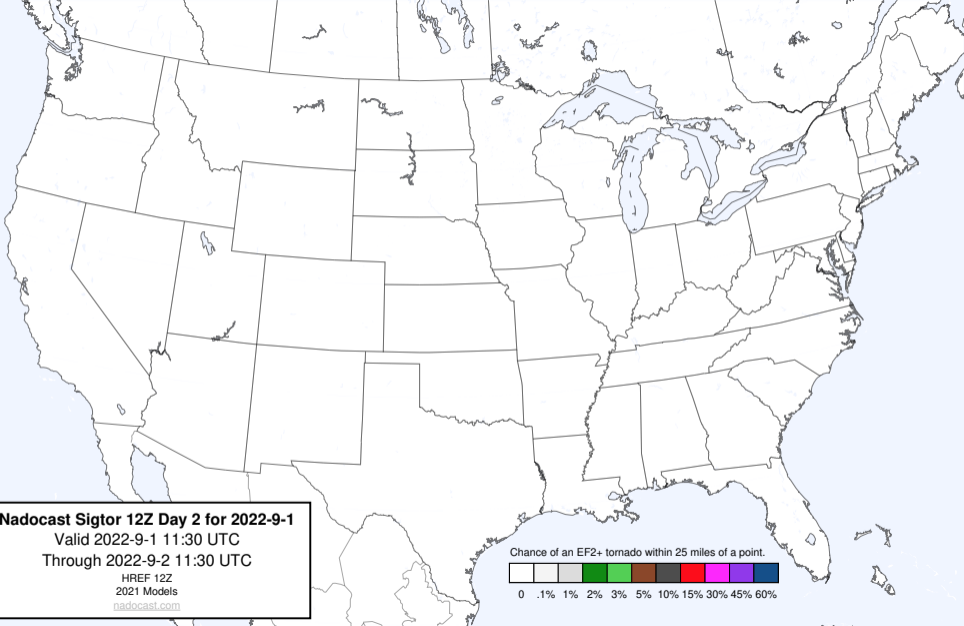 Nadocast Sigtor 12Z Day 2 for 2022-9-1
Valid 2022-9-1 11:30 UTC
Through 2022-9-2 11:30 UTC
HREF 12Z
2021 Models
nadocast.com
Chance of an EF2+ tornado within 25 miles of a point.
0 .1% 1% 2% 3% 5% 10% 15% 30% 45% 60%